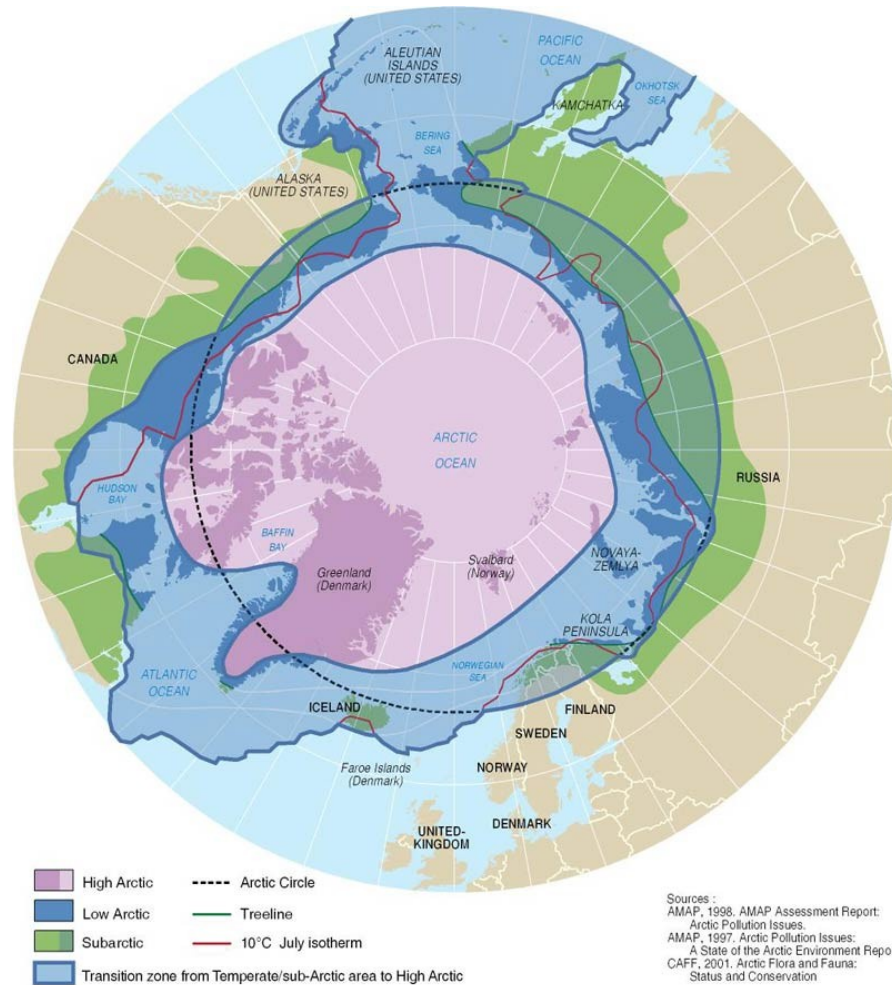 ALEUTIAN
ISLANDS
(UNITED STATES)
PACIFIC
OCEAN
OKHOTSK
SEA
KAMCHATKA
BERING
SEA
ALASKA
(UNITED STATES)
CANADA
ARCTIC
OCEAN
RUSSIA
HUDSON
BAY
BAFFIN
BAY
Greenland
(Denmark)
Svalbard
(Norway)
NOVAYA-
ZEMLYA
KOLA
PENINSULA
ATLANTIC
OCEAN
NORWEGIAN
SEA
ICELAND
FINLAND
SWEDEN
Faroe Islands
(Denmark)
NORWAY
DENMARK
UNITED-
KINGDOM
High Arctic
Low Arctic
Subarctic
Arctic Circle
Treeline
10°C July isotherm
Transition zone from Temperate/sub-Arctic area to High Arctic
Sources :
AMAP, 1998. AMAP Assessment Report:
Arctic Pollution Issues.
AMAP, 1997. Arctic Pollution Issues:
A State of the Arctic Environment Repo
CAFF, 2001. Arctic Flora and Fauna:
Status and Conservation